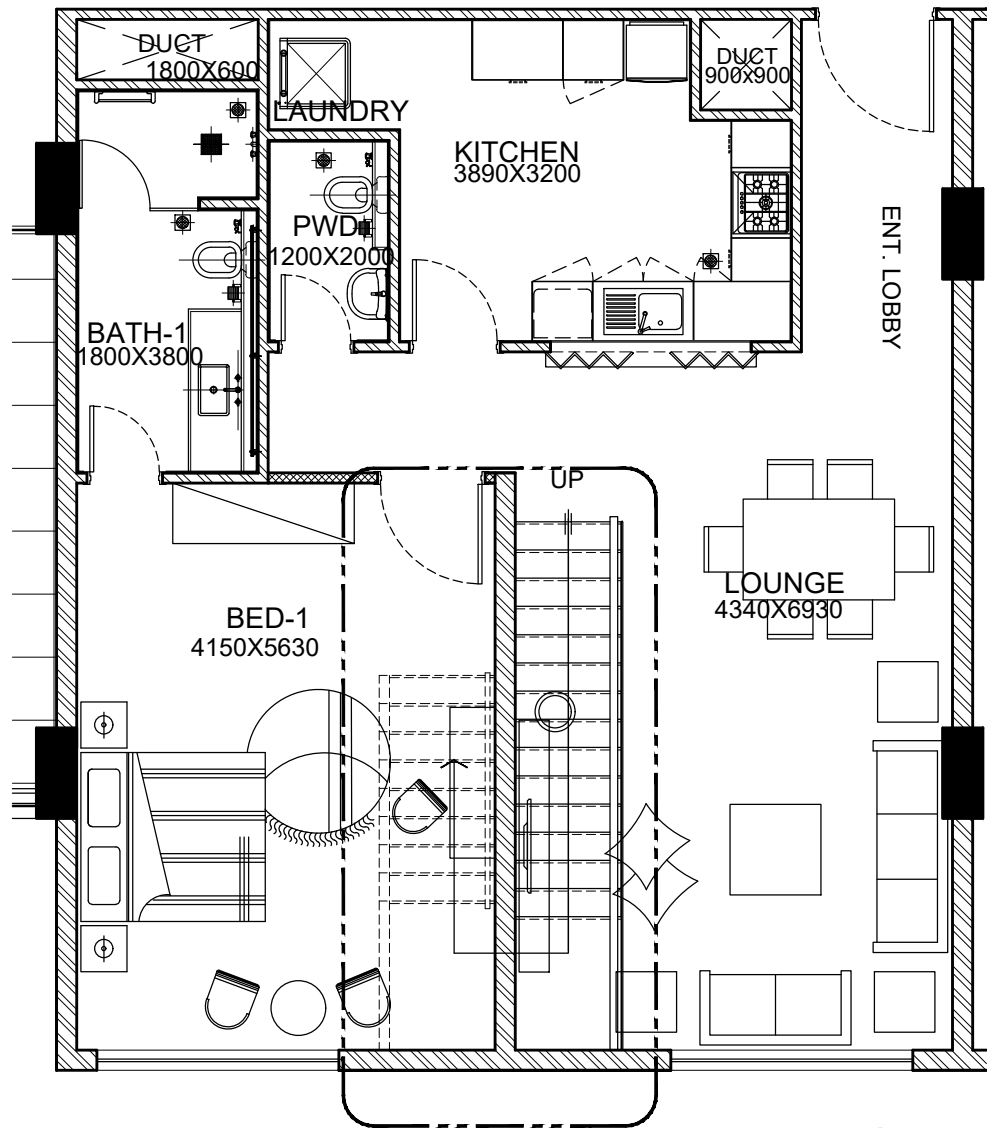 DUCT
1800X600
LAUNDRY
DUCT
900x900
KITCHEN
3890X3200
PWD
1200X2000
ENT. LOBBY
BATH-1
1800X3800
UP
LOUNGE
4340X6930
BED-1
4150X5630